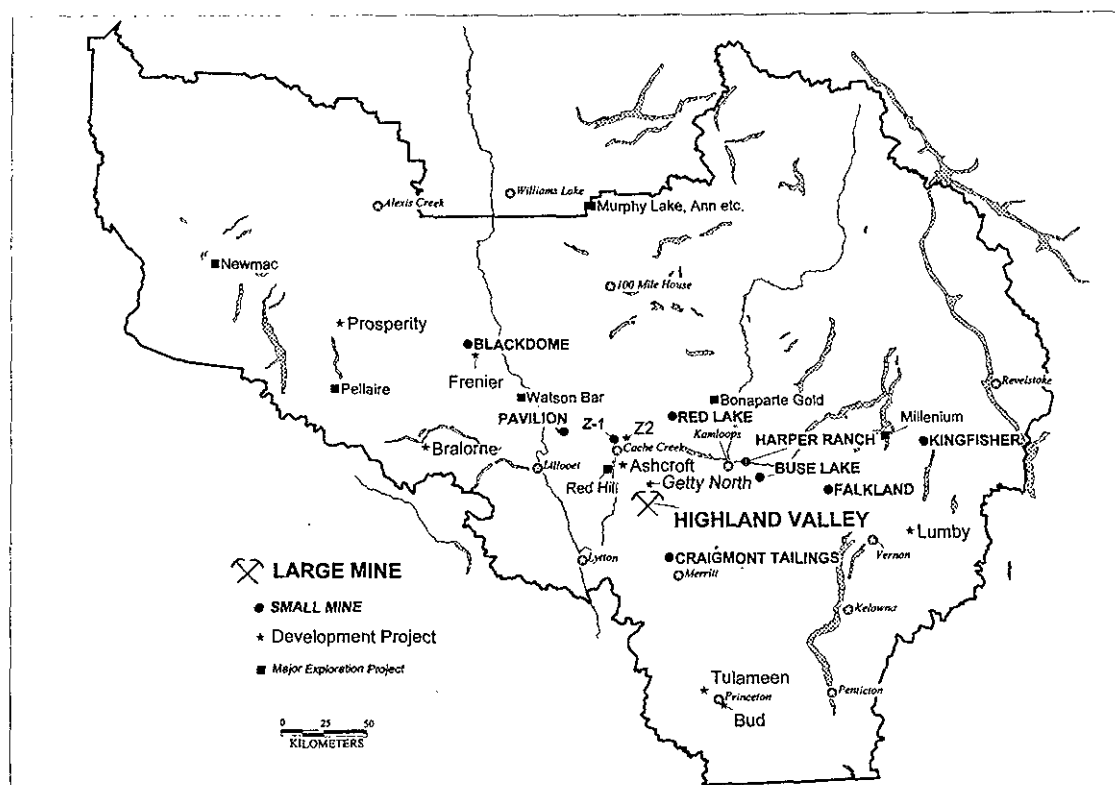 Williams Lake
Alexis Creek
Murphy Lake, Ann etc.
Newmac
100 Mile House
Prosperity
BLACKDOME
Frenier
Revelstoke
Pellaire
Watson Bar
Bonaparte Gold
PAVILION
Z-1
Z2
RED LAKE
Kamloops
Millenium
HARPER RANCH
KINGFISHER
Bralorne
Cache Creek
Lillooet
Ashcroft
BUSE LAKE
Red Hill
Getty North
FALKLAND
HIGHLAND VALLEY
Lumby
Vernon
Lytton
CRAIGMONT TAILINGS
Merritt
LARGE MINE
SMALL MINE
Kelowna
Development Project
Major Exploration Project
Tulameen
Princeton
Penticton
Bud
0 25 50
KILOMETERS